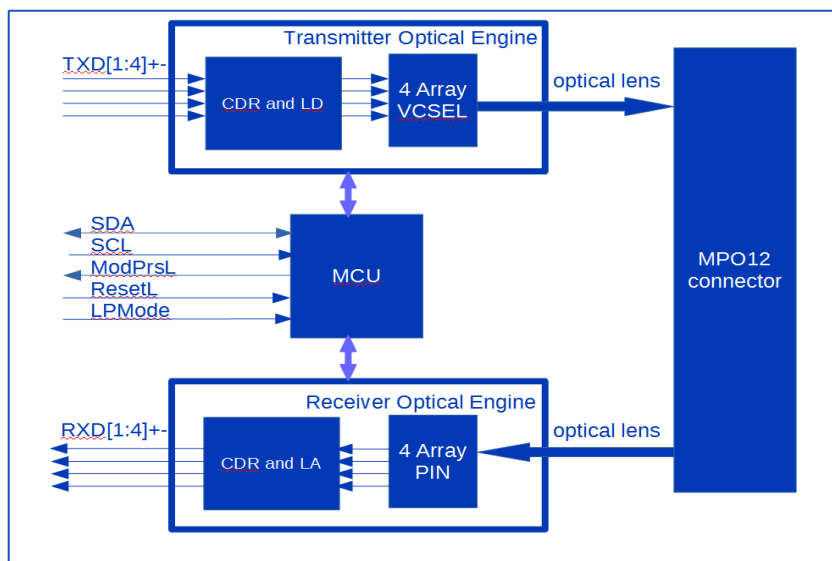 Transmitter Optical Engine
TXD[1:4]+-
CDR and LD
4 Array
VCSEL
optical lens
SDA
SCL
ModPrsL
ResetL
LPMode
MCU
MPO12
connector
Receiver Optical Engine
RXD[1:4]+-
CDR and LA
4 Array
PIN
optical lens